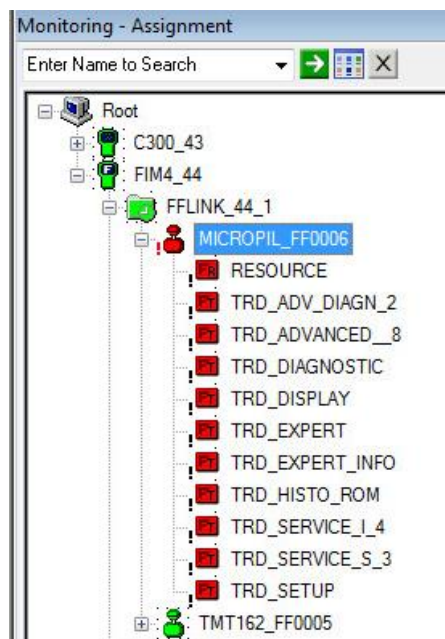 Monitoring - Assignment
Enter Name to Search
Root
C300_43
FIM4_44
FFLINK_44_1
MICROPIL_FF0006
RESOURCE
TRD_ADV_DIAGN_2
TRD_ADVANCED__8
TRD_DIAGNOSTIC
TRD_DISPLAY
TRD_EXPERT
TRD_EXPERT_INFO
TRD_HISTO_ROM
TRD_SERVICE_I_4
TRD_SERVICE_S_3
TRD_SETUP
TMT162_FF0005